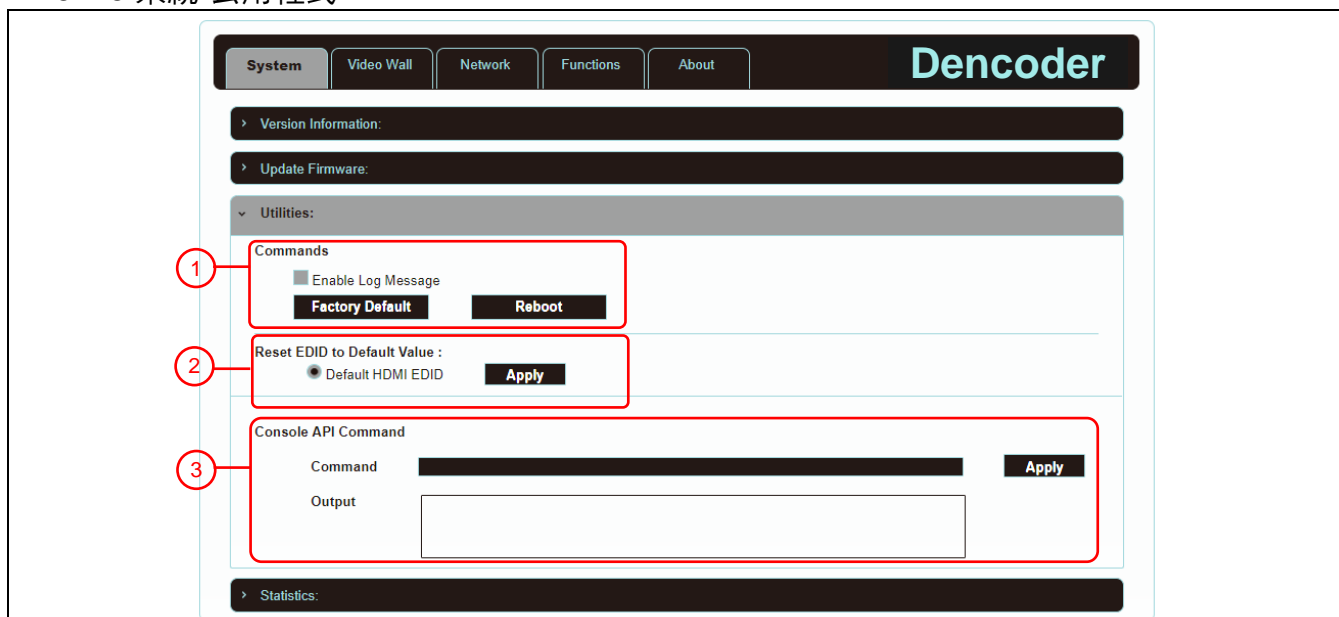 System Video Wall Network Functions About Dencoder
Version Information:
Update Firmware:
Utilities:
Commands
1
Enable Log Message
Factory Default Reboot
Reset EDID to Default Value :
2
Default HDMI EDID Apply
Console API Command
3
Command Apply
Output
Statistics: